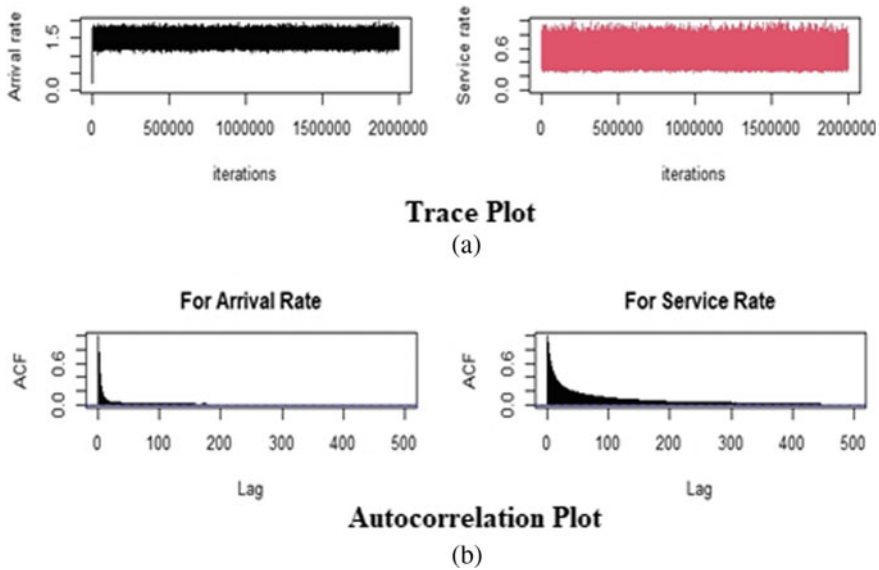 Arrival rate
0.0 1.5
0 500000 1000000 1500000 2000000
iterations
Service rate
0.0 0.6
0 500000 1000000 1500000 2000000
iterations
Trace Plot
(a)
For Arrival Rate
ACF
0.0 0.6
0 100 200 300 400 500
Lag
For Service Rate
ACF
0.0 0.6
0 100 200 300 400 500
Lag
Autocorrelation Plot
(b)